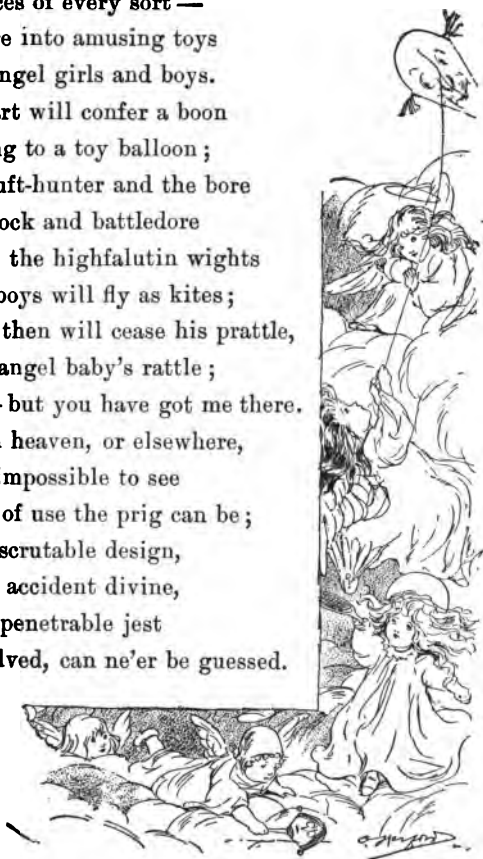 ces of every sort —
e into amusing toys
ngel girls and boys.
rt will confer a boon
g to a toy balloon ;
ft-hunter and the bore
ock and battledore
the highfalutin wights
boys will fly as kites ;
then will cease his prattle,
angel baby's rattle ;
- but you have got me there.
heaven, or elsewhere,
mpossible to see
of use the prig can be ;
scrutable design,
accident divine,
penetrable jest
lved, can ne'er be guessed.
O. Herford